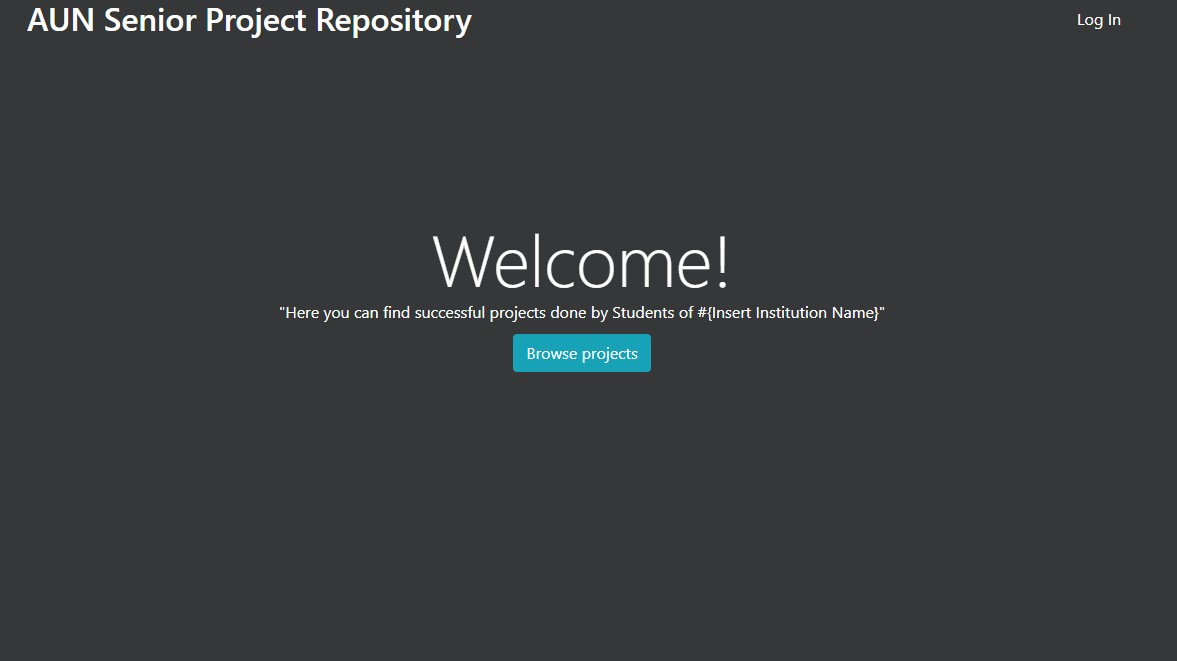 AUN Senior Project Repository
Log In
Welcome!
"Here you can find successful projects done by Students of #{Insert Institution Name}"
Browse projects